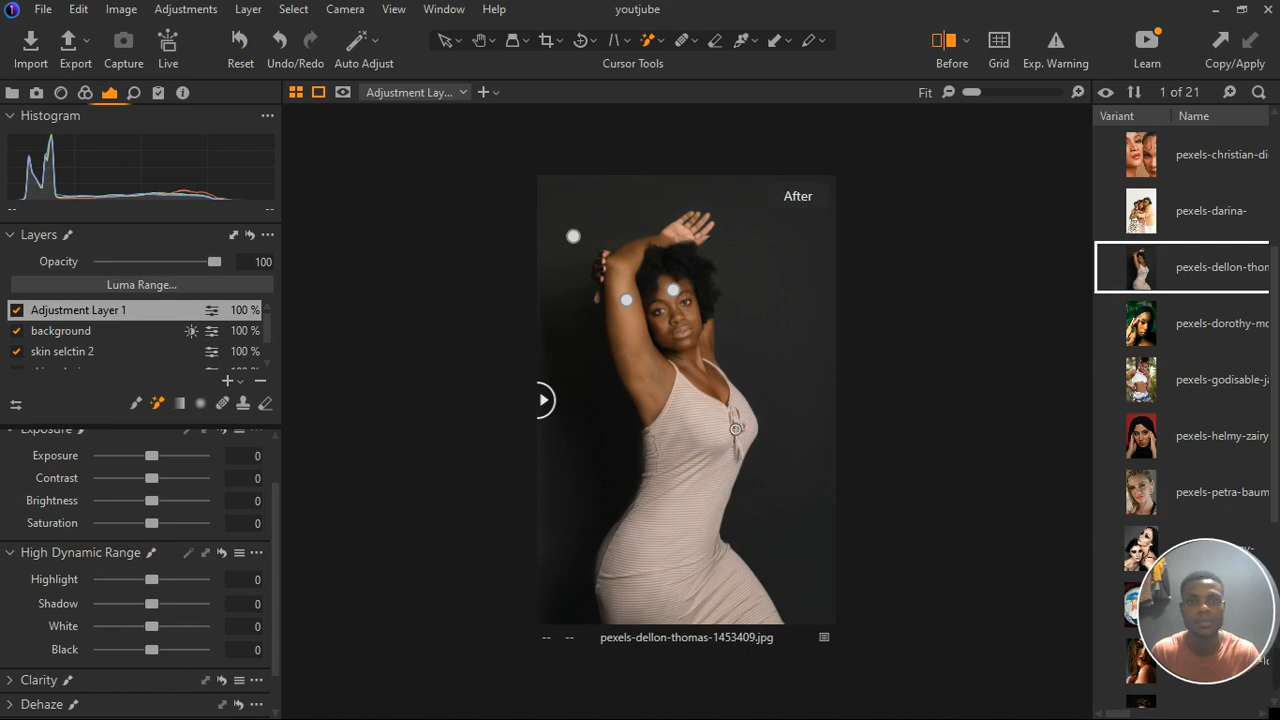 File Edit Image Adjustments Layer Select Camera View Window Help youtjube
Import Export Capture Live Reset Undo/Redo Auto Adjust Cursor Tools Before Grid Exp. Warning Learn Copy/Apply
Adjustment Lay... Fit 1 of 21
Histogram
Variant Name
-- --
Layers
Opacity 100
Luma Range...
Adjustment Layer 1 100 %
background 100 %
skin selctin 2 100 %
Exposure
Exposure 0
Contrast 0
Brightness 0
Saturation 0
High Dynamic Range
Highlight 0
Shadow 0
White 0
Black 0
Clarity
Dehaze
After
-- -- pexels-dellon-thomas-1453409.jpg
pexels-christian-di
pexels-darina-
pexels-dellon-thon
pexels-dorothy-mo
pexels-godisable-ja
pexels-helmy-zairy
pexels-petra-baum